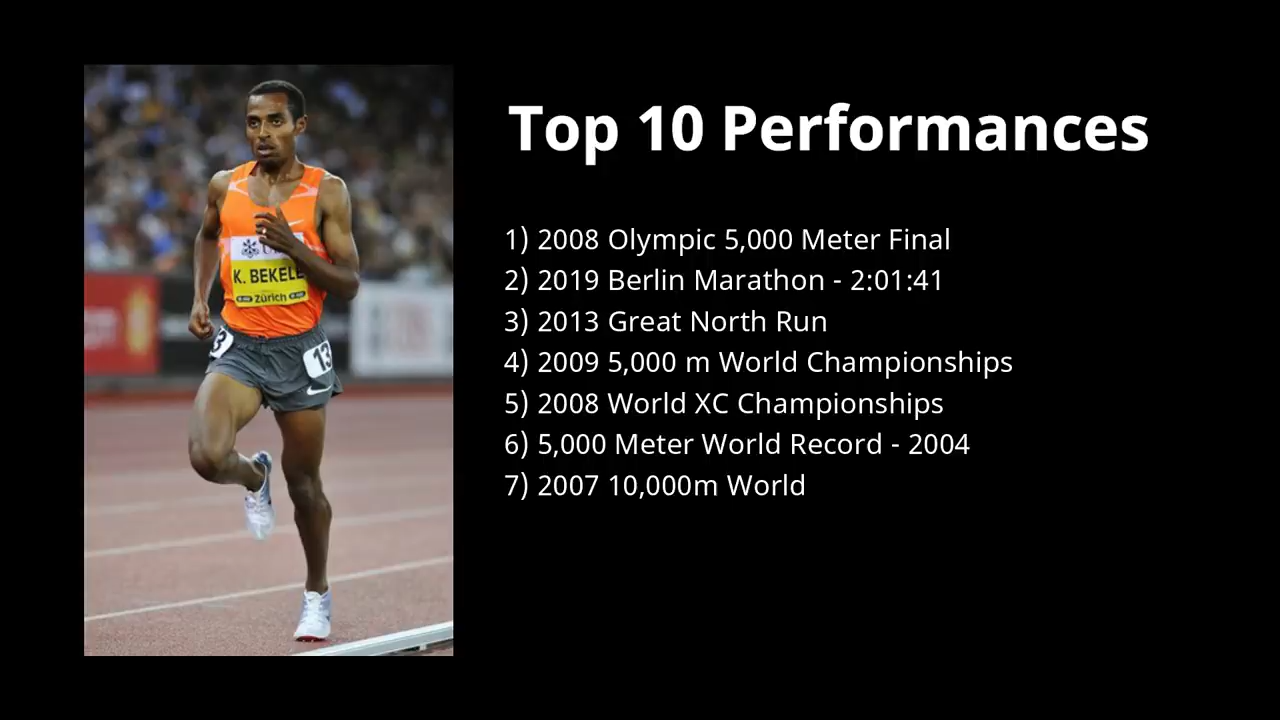 Top 10 Performances
1) 2008 Olympic 5,000 Meter Final
2) 2019 Berlin Marathon - 2:01:41
3) 2013 Great North Run
4) 2009 5,000 m World Championships
5) 2008 World XC Championships
6) 5,000 Meter World Record - 2004
7) 2007 10,000m World
K. BEKELE
Zürich
13